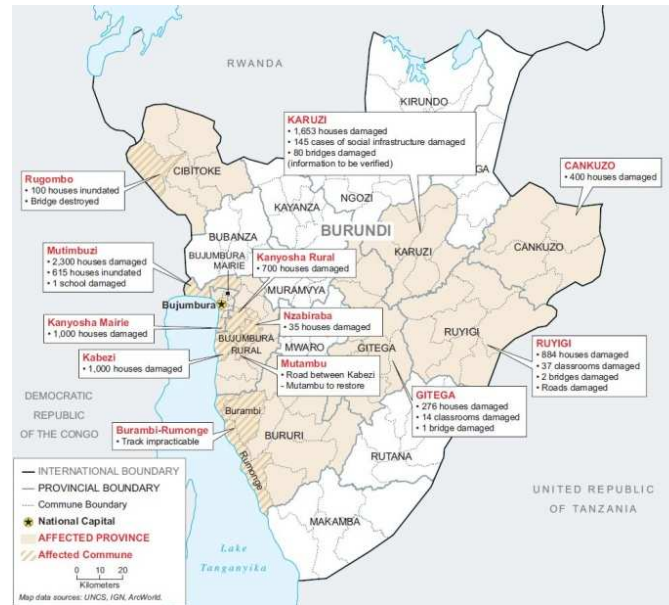 RWANDA
KIRUNDO
KARUZI
• 1,653 houses damaged
• 145 cases of social infrastructure damaged
• 80 bridges damaged
(information to be verified)
GA
CANKUZO
• 400 houses damaged
Rugombo
• 100 houses inundated
• Bridge destroyed
CIBITOKE
KAYANZA
NGOZI
BURUNDI
BUBANZA
KARUZI
CANKUZO
Mutimbuzi
• 2,300 houses damaged
• 615 houses inundated
• 1 school damaged
BUJUMBURA
MAIRIE
Kanyosha Rural
• 700 houses damaged
MURAMVYA
Bujumbura
Nzabiraba
• 35 houses damaged
Kanyosha Mairie
• 1,000 houses damaged
BUJUMBURA
RURAL
MWARO
GITEGA
RUYIGI
RUYIGI
• 884 houses damaged
• 37 classrooms damaged
• 2 bridges damaged
• Roads damaged
Kabezi
• 1,000 houses damaged
Mutambu
• Road between Kabezi
- Mutambu to restore
GITEGA
• 276 houses damaged
• 14 classrooms damaged
• 1 bridge damaged
DEMOCRATIC
REPUBLIC
OF THE CONGO
Burambi
Burambi-Rumonge
• Track impracticable
BURURI
Rumonge
RUTANA
MAKAMBA
UNITED REPUBLIC
OF TANZANIA
Lake
Tanganyika
INTERNATIONAL BOUNDARY
PROVINCIAL BOUNDARY
Commune Boundary
National Capital
AFFECTED PROVINCE
Affected Commune
0 10 20
Kilometers
Map data sources: UNCS, IGN, ArcWorld.